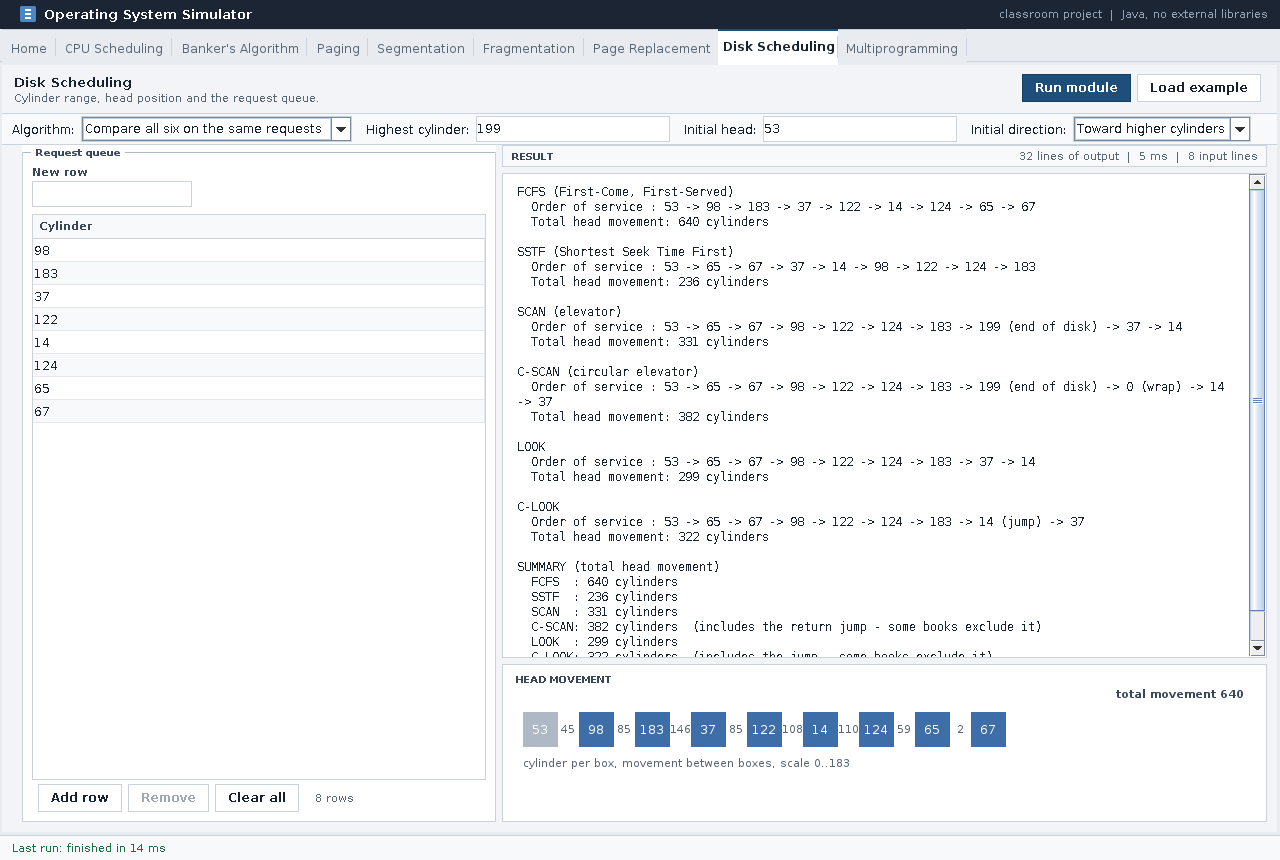 Operating System Simulator
classroom project | Java, no external libraries
Home CPU Scheduling Banker's Algorithm Paging Segmentation Fragmentation Page Replacement Disk Scheduling Multiprogramming
Disk Scheduling
Cylinder range, head position and the request queue.
Run module Load example
Algorithm: Compare all six on the same requests Highest cylinder: 199 Initial head: 53 Initial direction: Toward higher cylinders
Request queue
New row
Cylinder
98
183
37
122
14
124
65
67
Add row Remove Clear all 8 rows
RESULT 32 lines of output | 5 ms | 8 input lines
FCFS (First-Come, First-Served)
Order of service : 53 -> 98 -> 183 -> 37 -> 122 -> 14 -> 124 -> 65 -> 67
Total head movement: 640 cylinders
SSTF (Shortest Seek Time First)
Order of service : 53 -> 65 -> 67 -> 37 -> 14 -> 98 -> 122 -> 124 -> 183
Total head movement: 236 cylinders
SCAN (elevator)
Order of service : 53 -> 65 -> 67 -> 98 -> 122 -> 124 -> 183 -> 199 (end of disk) -> 37 -> 14
Total head movement: 331 cylinders
C-SCAN (circular elevator)
Order of service : 53 -> 65 -> 67 -> 98 -> 122 -> 124 -> 183 -> 199 (end of disk) -> 0 (wrap) -> 14
-> 37
Total head movement: 382 cylinders
LOOK
Order of service : 53 -> 65 -> 67 -> 98 -> 122 -> 124 -> 183 -> 37 -> 14
Total head movement: 299 cylinders
C-LOOK
Order of service : 53 -> 65 -> 67 -> 98 -> 122 -> 124 -> 183 -> 14 (jump) -> 37
Total head movement: 322 cylinders
SUMMARY (total head movement)
FCFS : 640 cylinders
SSTF : 236 cylinders
SCAN : 331 cylinders
C-SCAN: 382 cylinders (includes the return jump - some books exclude it)
LOOK : 299 cylinders
C-LOOK: 322 cylinders (includes the jump - some books exclude it)
HEAD MOVEMENT
total movement 640
53 45 98 85 183 146 37 85 122 108 14 110 124 59 65 2 67
cylinder per box, movement between boxes, scale 0..183
Last run: finished in 14 ms